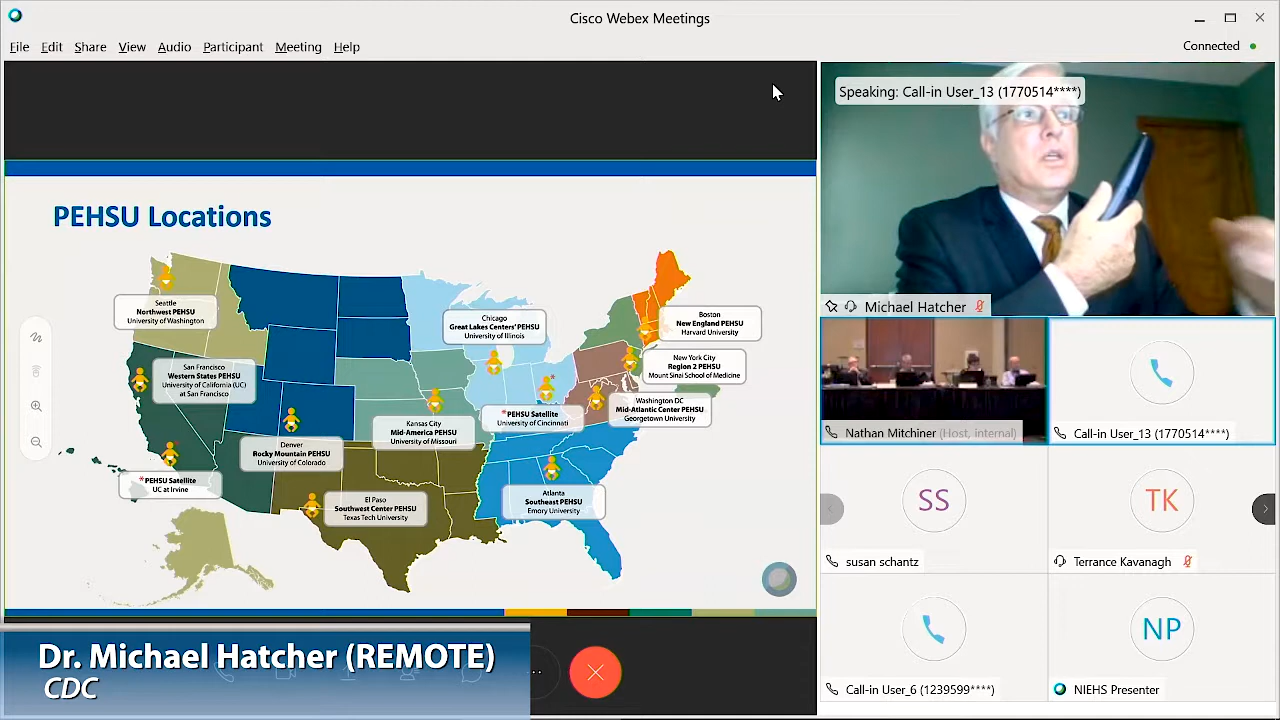 Cisco Webex Meetings
File Edit Share View Audio Participant Meeting Help
Connected
PEHSU Locations
Seattle
Northwest PEHSU
University of Washington
San Francisco
Western States PEHSU
University of California (UC)
at San Francisco
*PEHSU Satellite
UC at Irvine
Denver
Rocky Mountain PEHSU
University of Colorado
El Paso
Southwest Center PEHSU
Texas Tech University
Kansas City
Mid-America PEHSU
University of Missouri
Chicago
Great Lakes Centers' PEHSU
University of Illinois
*
*PEHSU Satellite
University of Cincinnati
Atlanta
Southeast PEHSU
Emory University
Boston
New England PEHSU
Harvard University
New York City
Region 2 PEHSU
Mount Sinai School of Medicine
Washington DC
Mid-Atlantic Center PEHSU
Georgetown University
Dr. Michael Hatcher (REMOTE)
CDC
Speaking: Call-in User_13 (1770514****)
Michael Hatcher
Nathan Mitchiner (Host, internal)
Call-in User_13 (1770514****)
SS
susan schantz
TK
Terrance Kavanagh
Call-in User_6 (1239599****)
NP
NIEHS Presenter